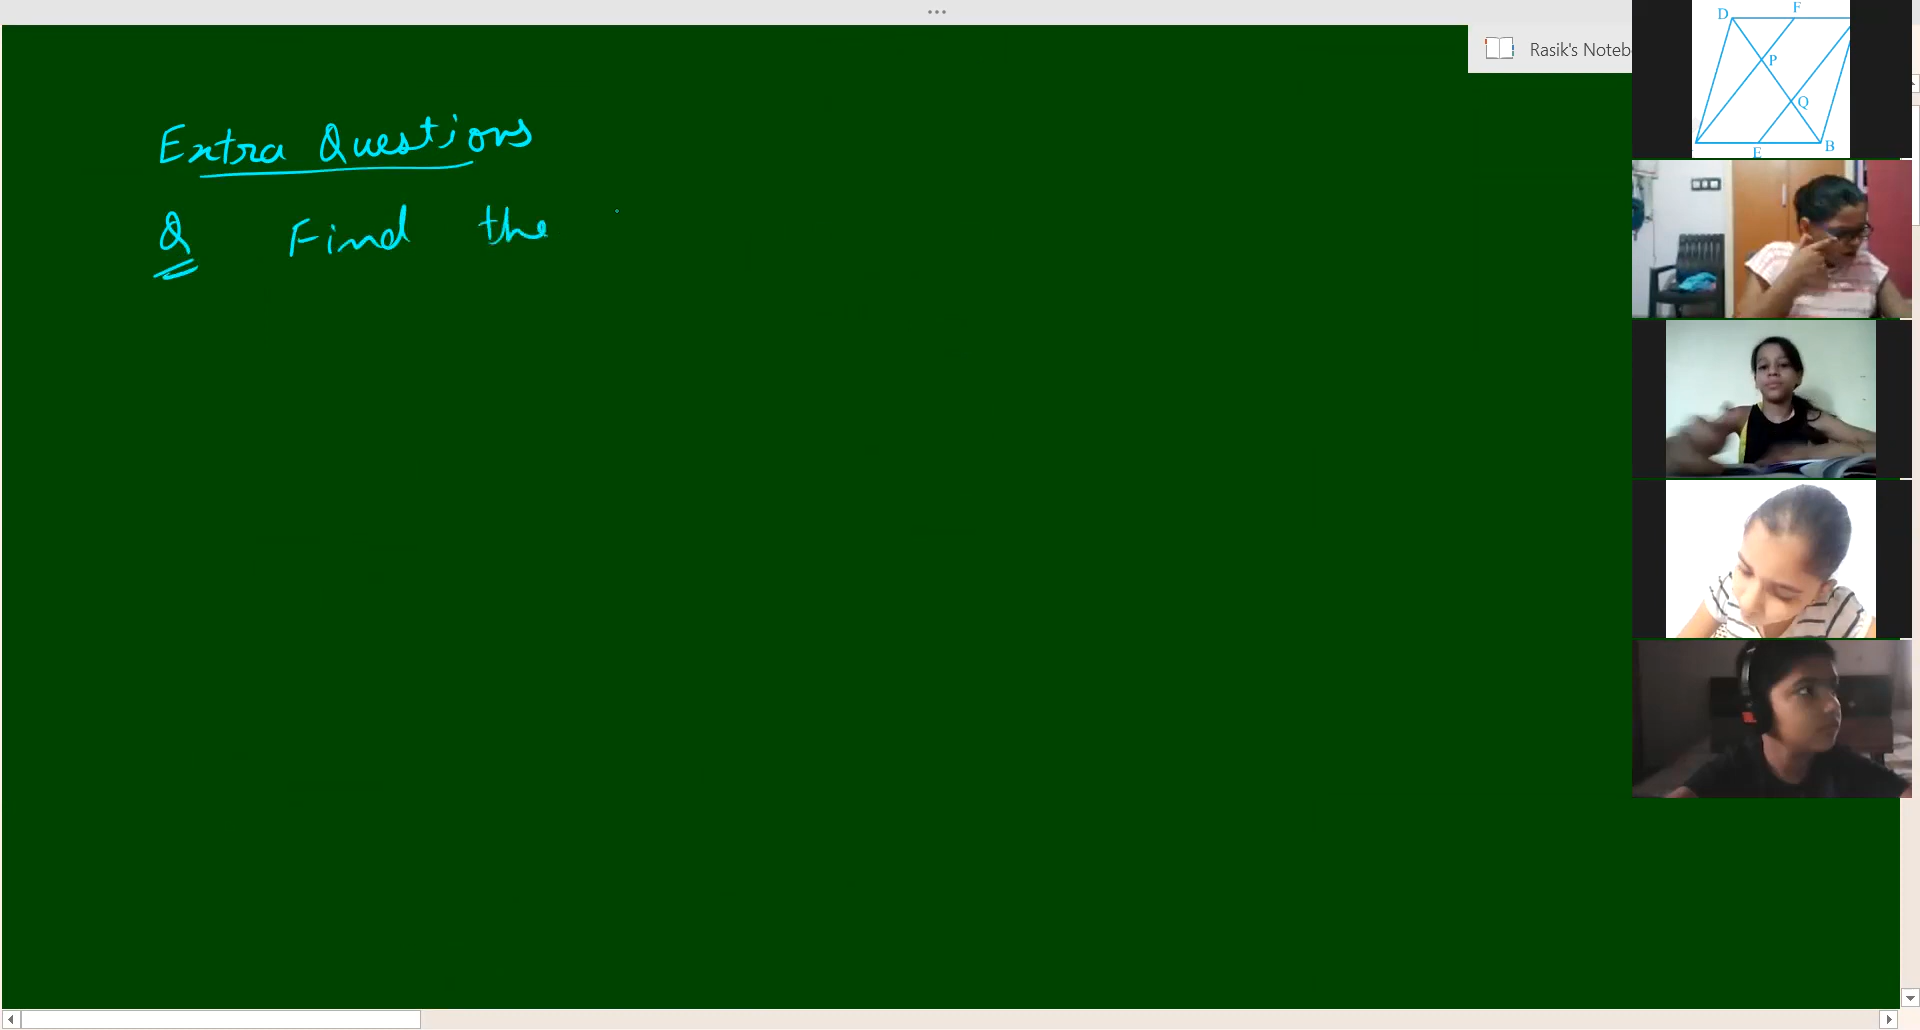 Rasik's Noteb
Extra Questions
Q Find the
D F
P
Q
E B